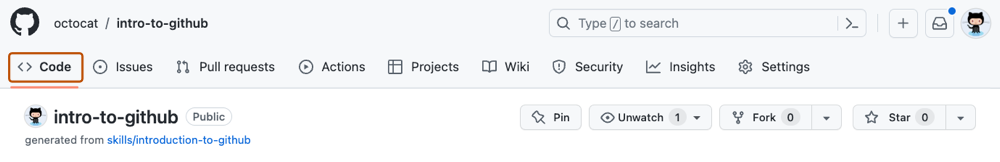 octocat / intro-to-github
Type / to search
Code Issues Pull requests Actions Projects Wiki Security Insights Settings
intro-to-github Public Pin Unwatch 1 Fork 0 Star 0
generated from skills/introduction-to-github